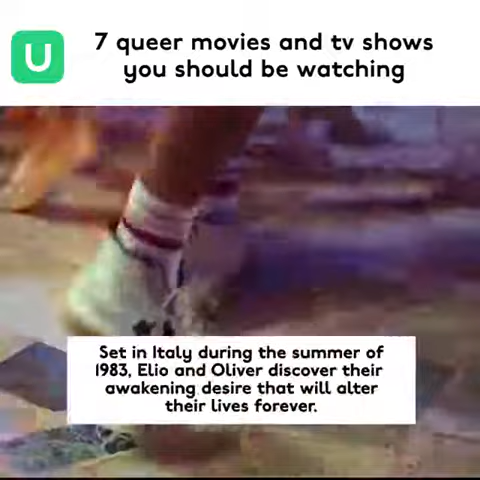 U
7 queer movies and tv shows
you should be watching
Set in Italy during the summer of
1983, Elio and Oliver discover their
awakening desire that will alter
their lives forever.